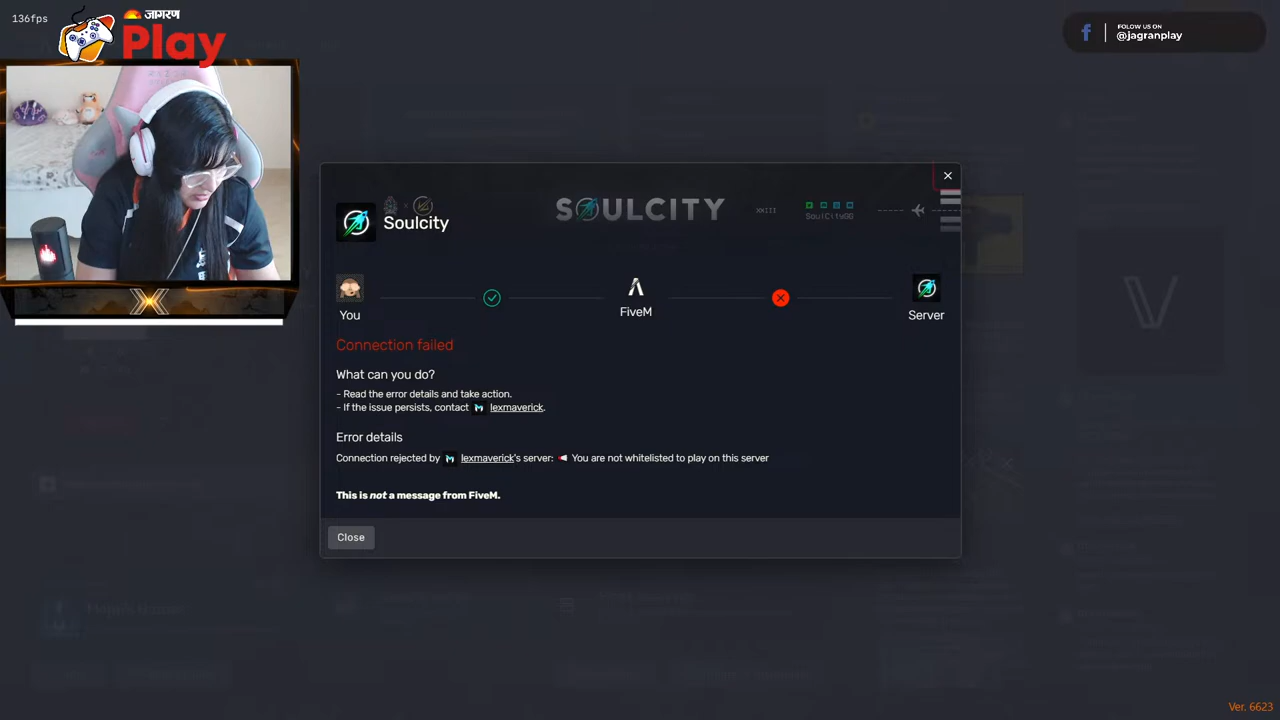 136fps
जागरण
Play
FOLLOW US ON
@jagranplay
Soulcity
SOULCITY
XXIII
SoulCityGG
You
FiveM
Server
Connection failed
What can you do?
- Read the error details and take action.
- If the issue persists, contact lexmaverick.
Error details
Connection rejected by lexmaverick's server: You are not whitelisted to play on this server
This is not a message from FiveM.
Close
Ver. 6623